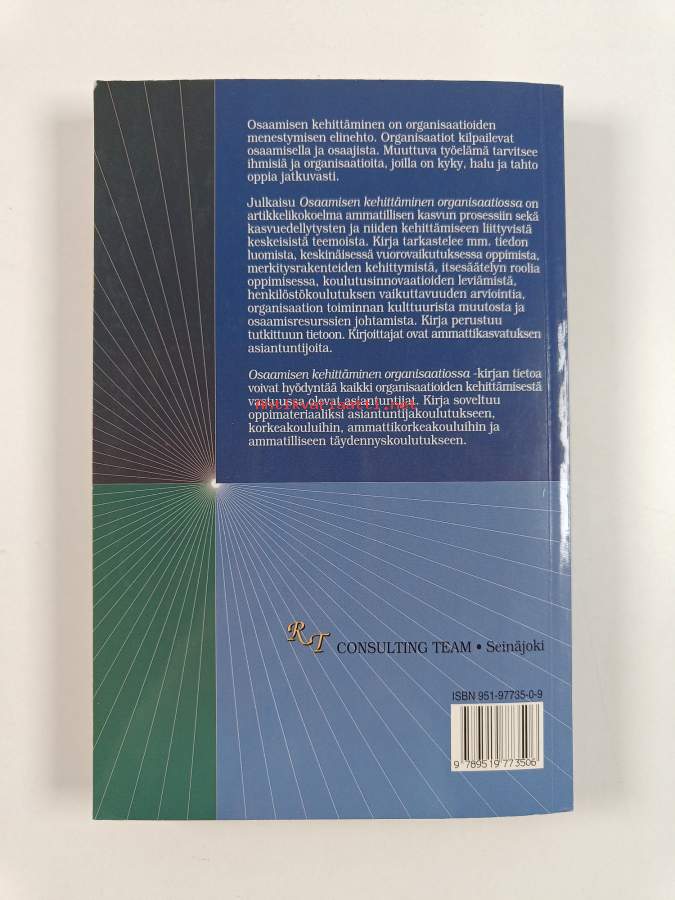 Osaamisen kehittäminen on organisaatioiden
menestymisen elinehto. Organisaatiot kilpailevat
osaamisella ja osaajista. Muuttuva työelämä tarvitsee
ihmisiä ja organisaatioita, joilla on kyky, halu ja tahto
oppia jatkuvasti.
Julkaisu Osaamisen kehittäminen organisaatiossa on
artikkelikokoelma ammatillisen kasvun prosessiin sekä
kasvuedellytysten ja niiden kehittämiseen liittyvistä
keskeisistä teemoista. Kirja tarkastelee mm. tiedon
luomista, keskinäisessä vuorovaikutuksessa oppimista,
merkitysrakenteiden kehittymistä, itsesäätelyn roolia
oppimisessa, koulutusinnovaatioiden leviämistä,
henkilöstökoulutuksen vaikuttavuuden arviointia,
organisaation toiminnan kulttuurista muutosta ja
osaamisresurssien johtamista. Kirja perustuu
tutkittuun tietoon. Kirjoittajat ovat ammattikasvatuksen
asiantuntijoita.
Osaamisen kehittäminen organisaatiossa -kirjan tietoa
voivat hyödyntää kaikki organisaatioiden kehittämisestä
vastuussa olevat asiantuntijat. Kirja soveltuu
Antikvariaatti.net
oppimateriaaliksi asiantuntijakoulutukseen,
korkeakouluihin, ammattikorkeakouluihin ja
ammatilliseen täydennyskoulutukseen.
RT CONSULTING TEAM • Seinäjoki
ISBN 951-97735-0-9
9 789519 773506